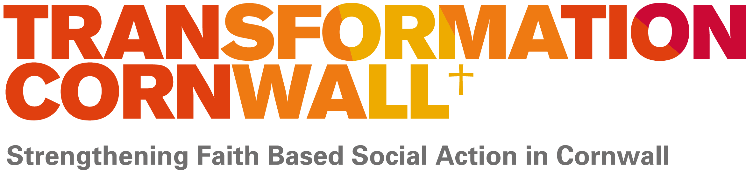 TRANSFORMATION
CORNWALL
Strengthening Faith Based Social Action in Cornwall